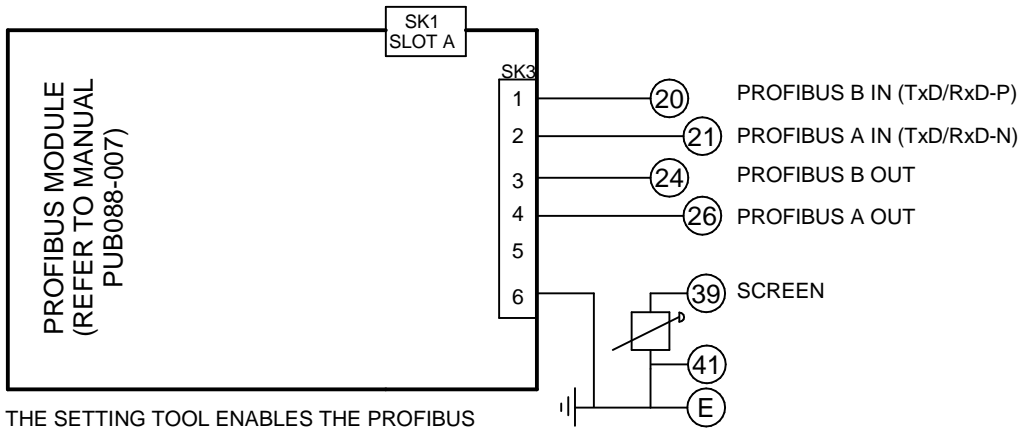 SK1
SLOT A
PROFIBUS MODULE
(REFER TO MANUAL
PUB088-007)
SK3
1
20
PROFIBUS B IN (TxD/RxD-P)
2
21
PROFIBUS A IN (TxD/RxD-N)
3
24
PROFIBUS B OUT
4
26
PROFIBUS A OUT
5
6
39
SCREEN
41
E
THE SETTING TOOL ENABLES THE PROFIBUS